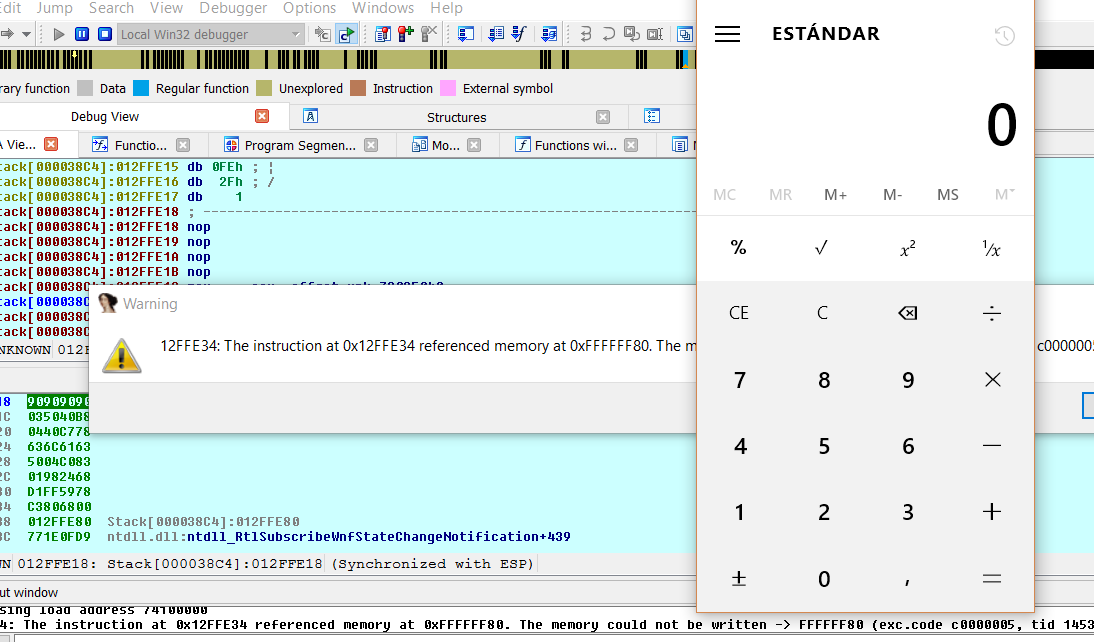 Edit Jump Search View Debugger Options Windows Help
Local Win32 debugger
rary function Data Regular function Unexplored Instruction External symbol
Debug View Structures
A Vie... Functio... Program Segmen... Mo... Functions wi...
tack[000038C4]:012FFE15 db 0FEh ; ¦
tack[000038C4]:012FFE16 db 2Fh ; /
tack[000038C4]:012FFE17 db 1
tack[000038C4]:012FFE18 ; ---------------------------------------------------------------
tack[000038C4]:012FFE18 nop
tack[000038C4]:012FFE19 nop
tack[000038C4]:012FFE1A nop
tack[000038C4]:012FFE1B nop
tack[000038C
tack[000038C
tack[000038C
NKNOWN 012F
Warning
12FFE34: The instruction at 0x12FFE34 referenced memory at 0xFFFFFF80. The m
c0000005
18 90909090
1C 035040B8
20 0440C778
24 636C6163
28 5004C083
2C 01982468
30 D1FF5978
34 C3806800
38 012FFE80 Stack[000038C4]:012FFE80
3C 771E0FD9 ntdll.dll:ntdll_RtlSubscribeWnfStateChangeNotification+439
WN 012FFE18: Stack[000038C4]:012FFE18 (Synchronized with ESP)
ut window
sing load address 74100000
4: The instruction at 0x12FFE34 referenced memory at 0xFFFFFF80. The memory could not be written -> FFFFFF80 (exc.code c0000005, tid 1453
ESTÁNDAR
0
MC MR M+ M- MS M
% √ x² ¹/x
CE C ÷
7 8 9 ×
4 5 6 −
1 2 3 +
± 0 , =